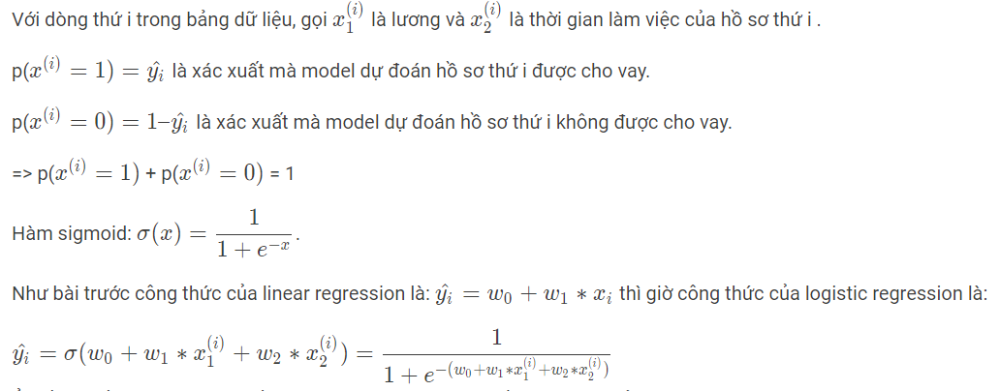 Với dòng thứ i trong bảng dữ liệu, gọi $x_1^{(i)}$ là lương và $x_2^{(i)}$ là thời gian làm việc của hồ sơ thứ i .
p($x^{(i)} = 1) = \hat{y_i}$ là xác xuất mà model dự đoán hồ sơ thứ i được cho vay.
p($x^{(i)} = 0) = 1 – \hat{y_i}$ là xác xuất mà model dự đoán hồ sơ thứ i không được cho vay.
=> p($x^{(i)} = 1)$ + p($x^{(i)} = 0)$ = 1
Hàm sigmoid: $\sigma(x) = \frac{1}{1 + e^{-x}}$.
Như bài trước công thức của linear regression là: $\hat{y_i} = w_0 + w_1 * x_i$ thì giờ công thức của logistic regression là:
$\hat{y_i} = \sigma(w_0 + w_1 * x_1^{(i)} + w_2 * x_2^{(i)}) = \frac{1}{1 + e^{-(w_0+w_1*x_1^{(i)}+w_2*x_2^{(i)})}}$